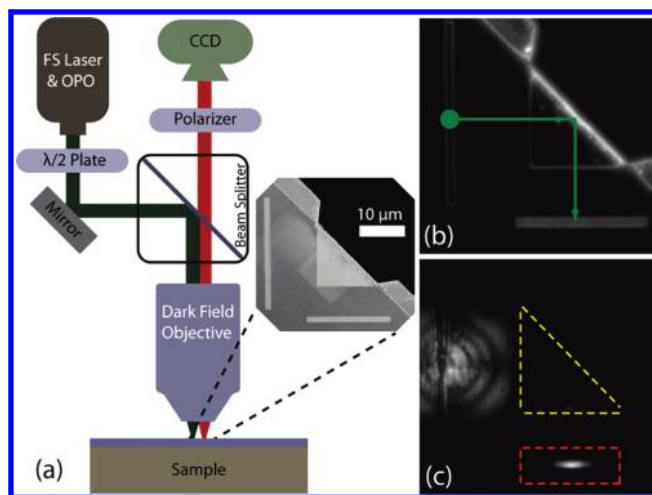 FS Laser
& OPO
λ/2 Plate
Mirror
CCD
Polarizer
Beam Splitter
Dark Field
Objective
Sample
(a)
10 μm
(b)
(c)